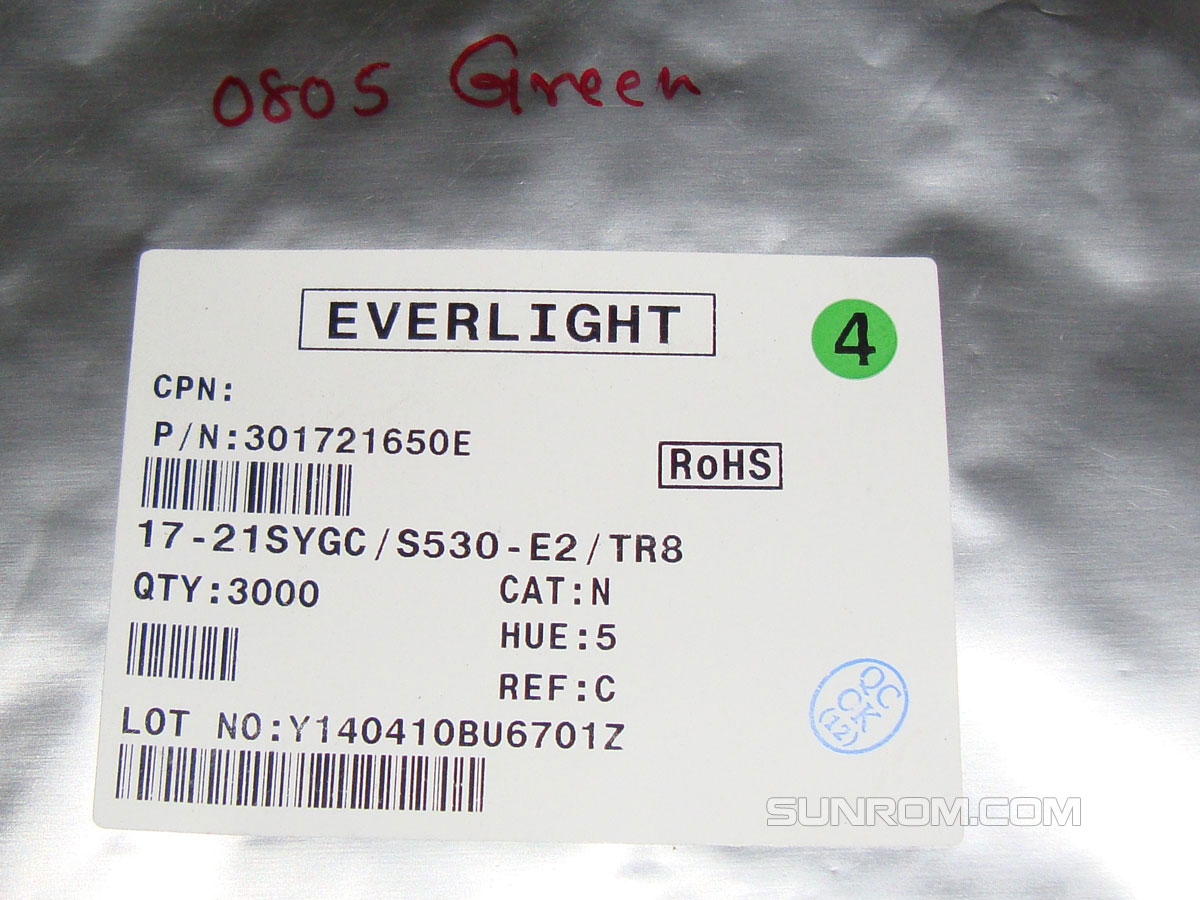 0805 Green
EVERLIGHT
4
CPN:
P/N:301721650E
RoHS
17-21SYGC/S530-E2/TR8
QTY:3000
CAT:N
HUE:5
REF:C
QC
OK
(12)
LOT NO:Y140410BU6701Z
SUNROM.COM